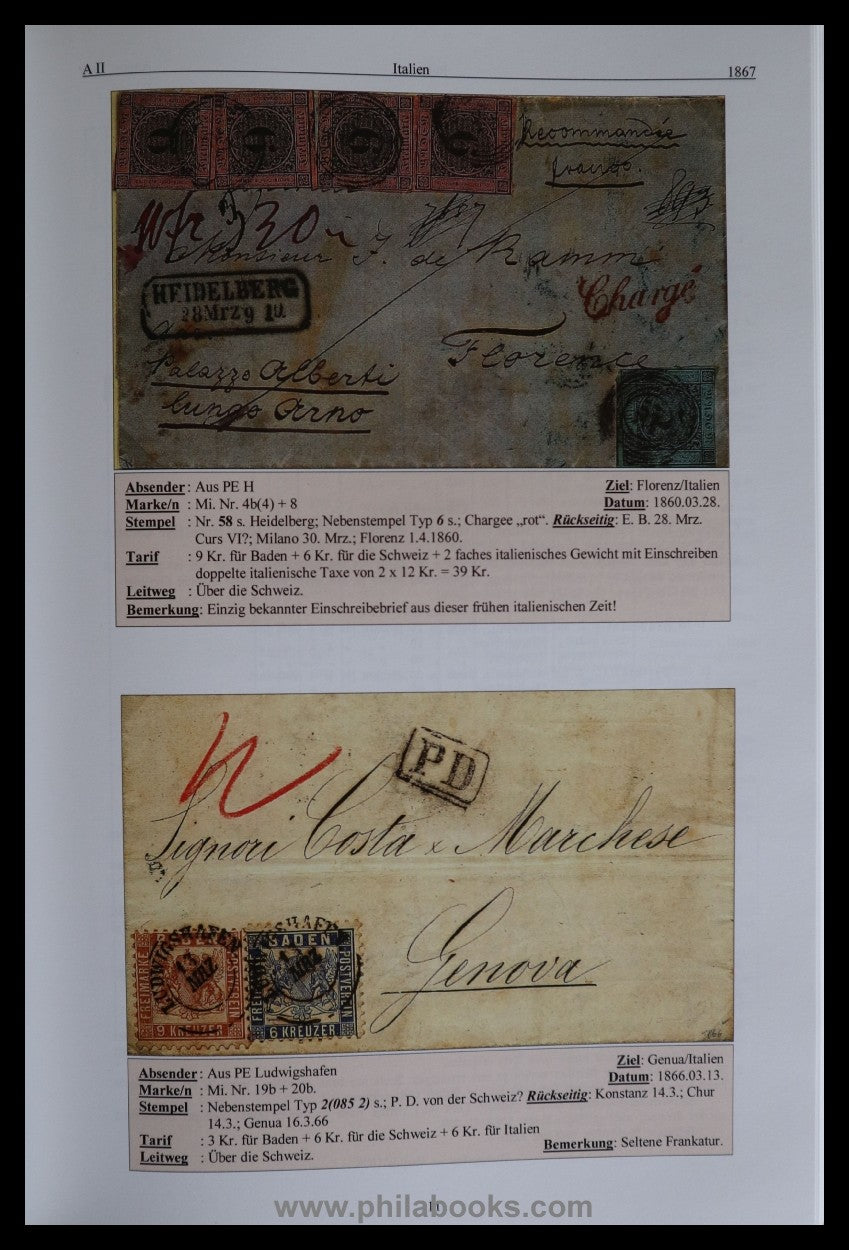 A II Italien 1867
Recommandée
franco.
Monsieur F. de Ramm
HEIDELBERG
28 Mrz 9
Chargé
Florence
Palazzo Alberti
lungo Arno
Absender : Aus PE H Ziel: Florenz/Italien
Marke/n : Mi. Nr. 4b(4) + 8 Datum: 1860.03.28.
Stempel : Nr. 58 s. Heidelberg; Nebenstempel Typ 6 s.; Chargee „rot“. Rückseitig: E. B. 28. Mrz.
Curs VI?; Milano 30. Mrz.; Florenz 1.4.1860.
Tarif : 9 Kr. für Baden + 6 Kr. für die Schweiz + 2 faches italienisches Gewicht mit Einschreiben
doppelte italienische Taxe von 2 x 12 Kr. = 39 Kr.
Leitweg : Über die Schweiz.
Bemerkung: Einzig bekannter Einschreibebrief aus dieser frühen italienischen Zeit!
PD
Signori Costa x Marchese
Genova
LUDWIGSHAFEN
13
MRZ
FREIMARKE
9 KREUZER
BADEN
POSTVEREIN
6 KREUZER
Absender : Aus PE Ludwigshafen Ziel: Genua/Italien
Marke/n : Mi. Nr. 19b + 20b. Datum: 1866.03.13.
Stempel : Nebenstempel Typ 2(085 2) s.; P. D. von der Schweiz? Rückseitig: Konstanz 14.3.; Chur
14.3.; Genua 16.3.66
Tarif : 3 Kr. für Baden + 6 Kr. für die Schweiz + 6 Kr. für Italien
Leitweg : Über die Schweiz. Bemerkung: Seltene Frankatur.
www.philabooks.com